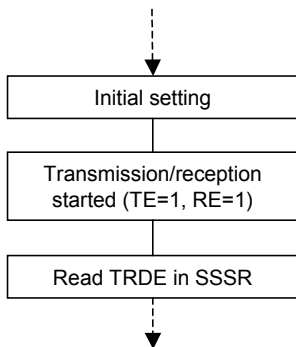 Initial setting
Transmission/reception
started (TE=1, RE=1)
Read TRDE in SSSR